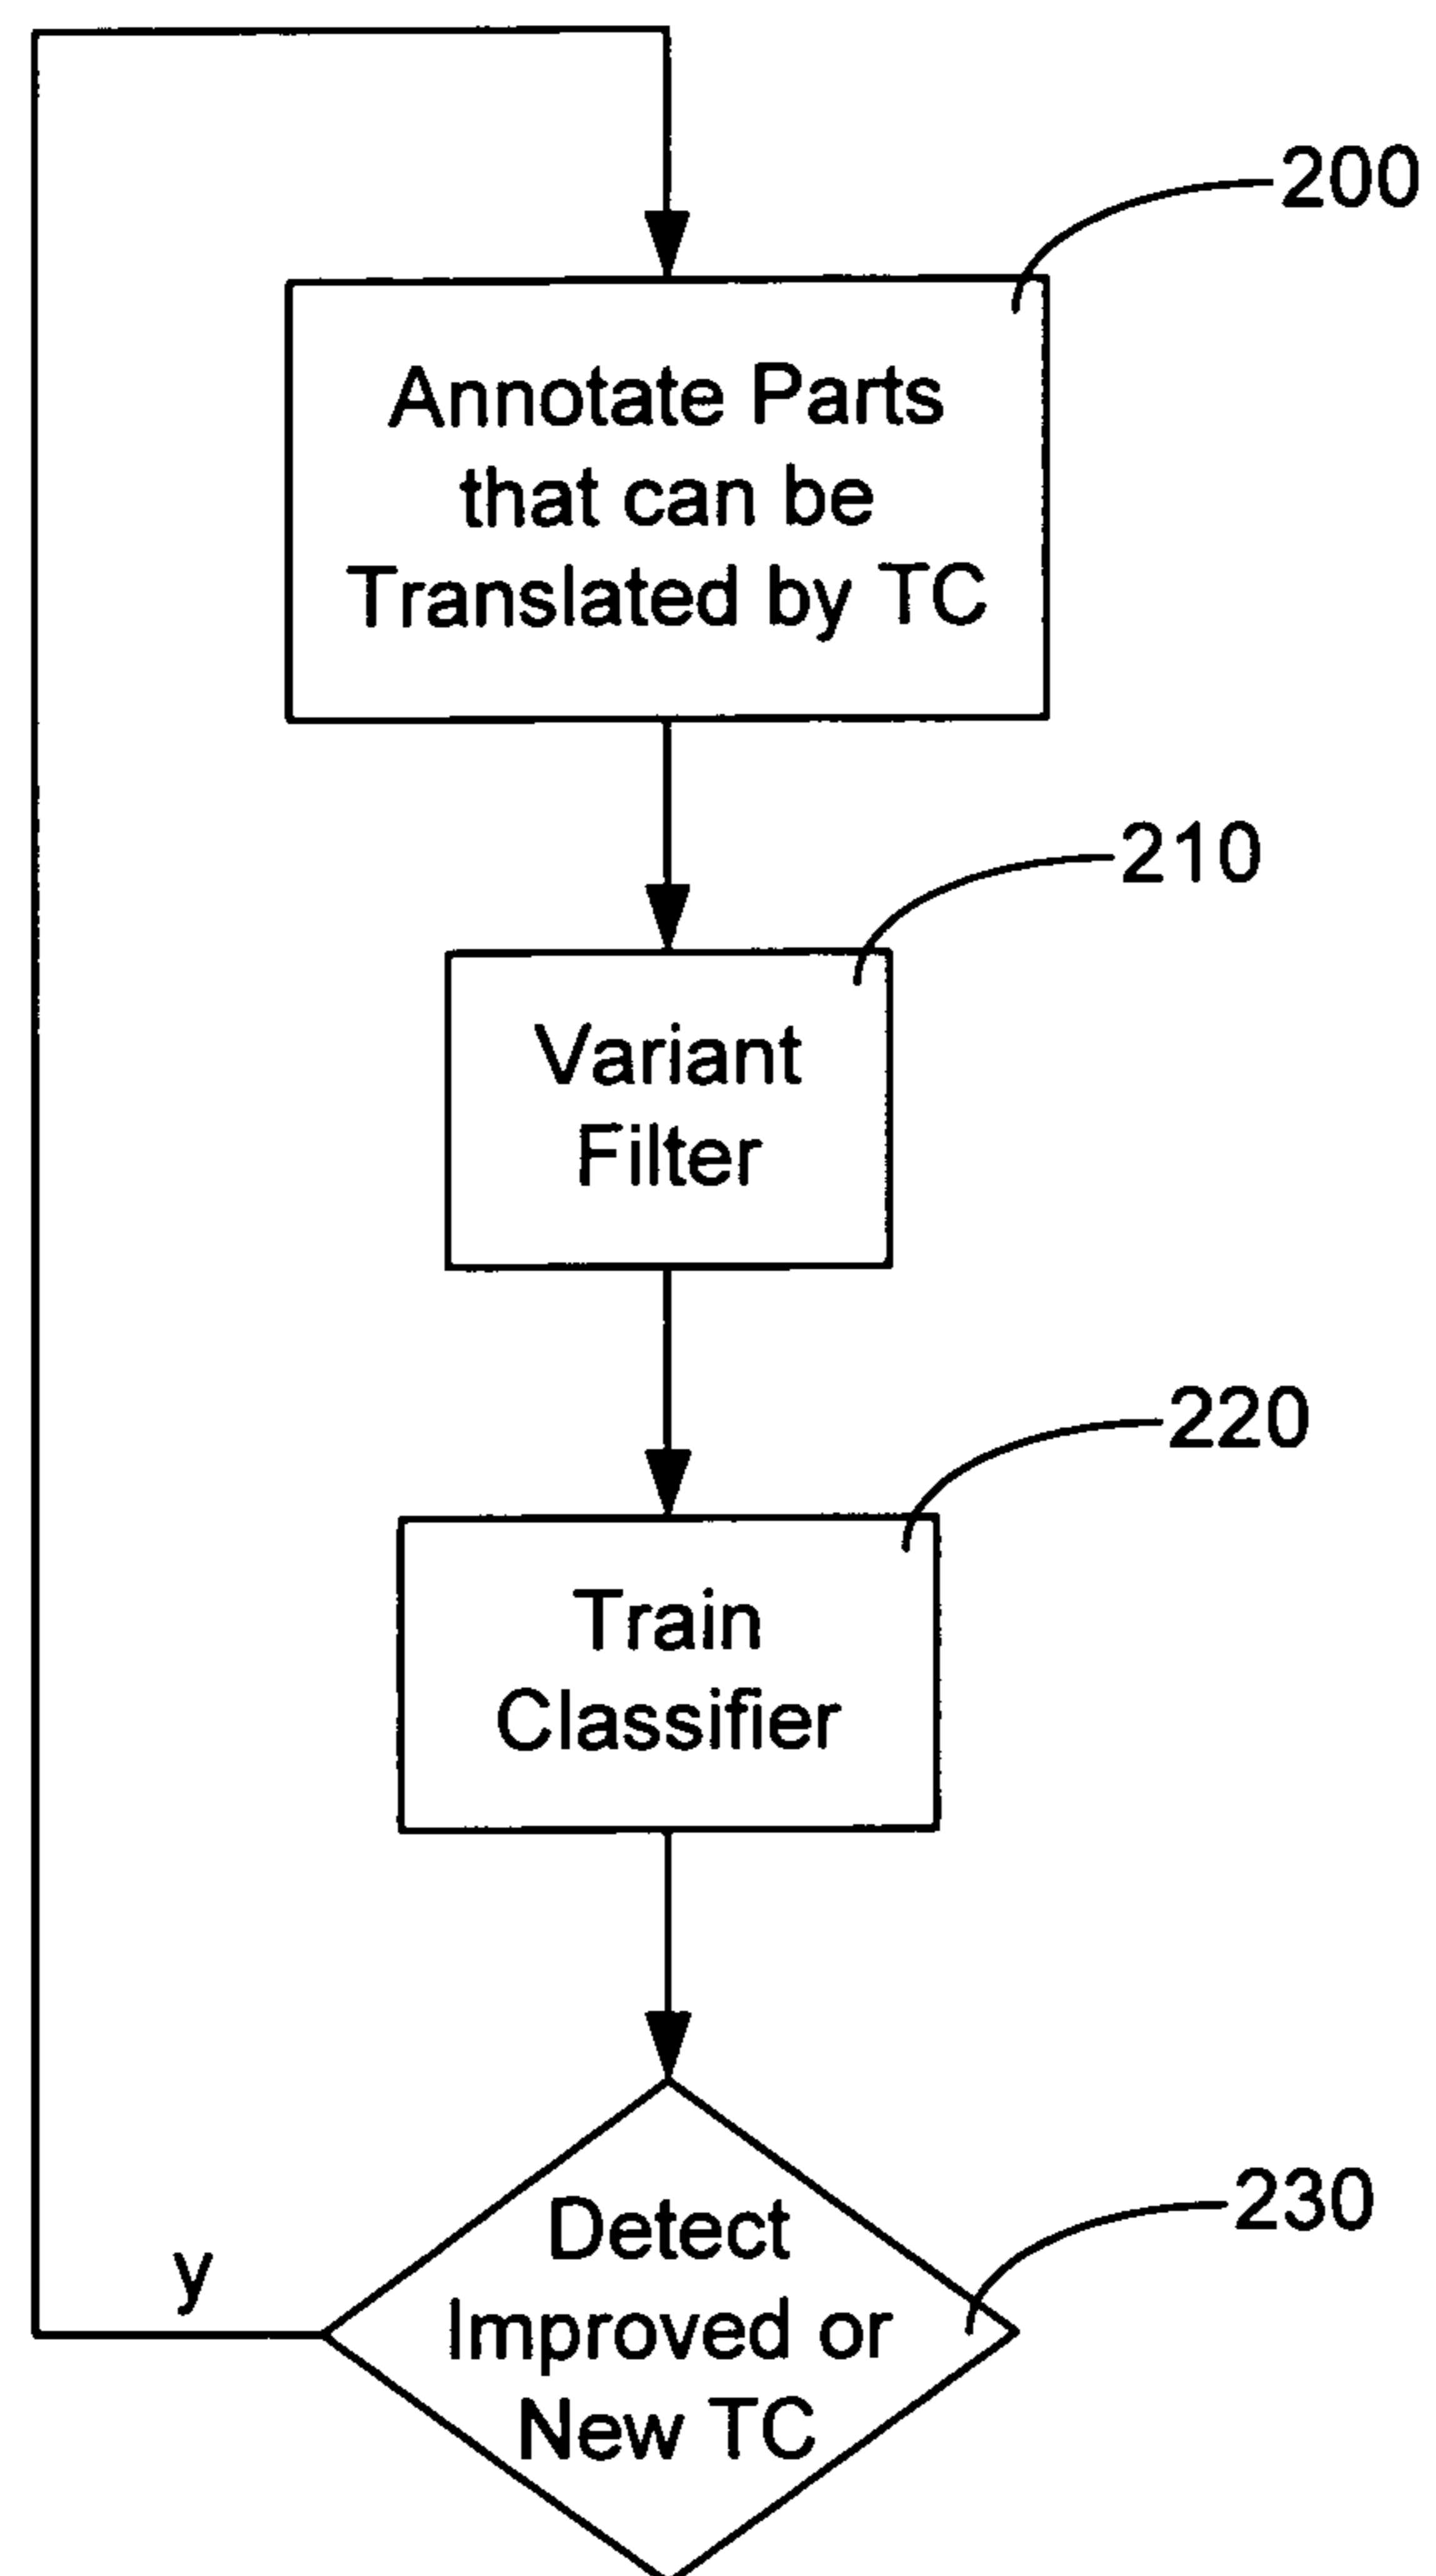 200
Annotate Parts
that can be
Translated by TC
210
Variant
Filter
220
Train
Classifier
230
Detect
Improved or
New TC
y